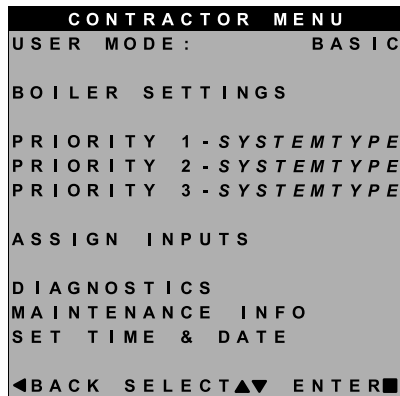 CONTRACTOR MENU
USER MODE: BASIC
BOILER SETTINGS
PRIORITY 1-SYSTEMTYPE
PRIORITY 2-SYSTEMTYPE
PRIORITY 3-SYSTEMTYPE
ASSIGN INPUTS
DIAGNOSTICS
MAINTENANCE INFO
SET TIME & DATE
◀BACK SELECT▲▼ ENTER■